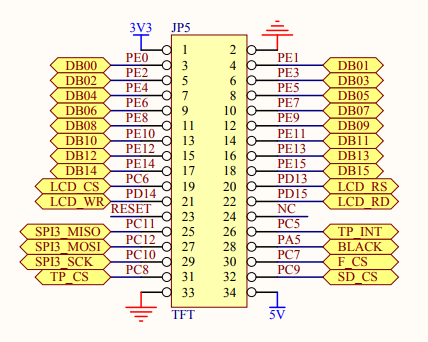 3V3 JP5
1 2
DB00 PE0 3 4 PE1 DB01
DB02 PE2 5 6 PE3 DB03
DB04 PE4 7 8 PE5 DB05
DB06 PE6 9 10 PE7 DB07
DB08 PE8 11 12 PE9 DB09
DB10 PE10 13 14 PE11 DB11
DB12 PE12 15 16 PE13 DB13
DB14 PE14 17 18 PE15 DB15
LCD_CS PC6 19 20 PD13 LCD_RS
LCD_WR PD14 21 22 PD15 LCD_RD
RESET 23 24 NC
SPI3_MISO PC11 25 26 PC5 TP_INT
SPI3_MOSI PC12 27 28 PA5 BLACK
SPI3_SCK PC10 29 30 PC7 F_CS
TP_CS PC8 31 32 PC9 SD_CS
33 34
TFT 5V